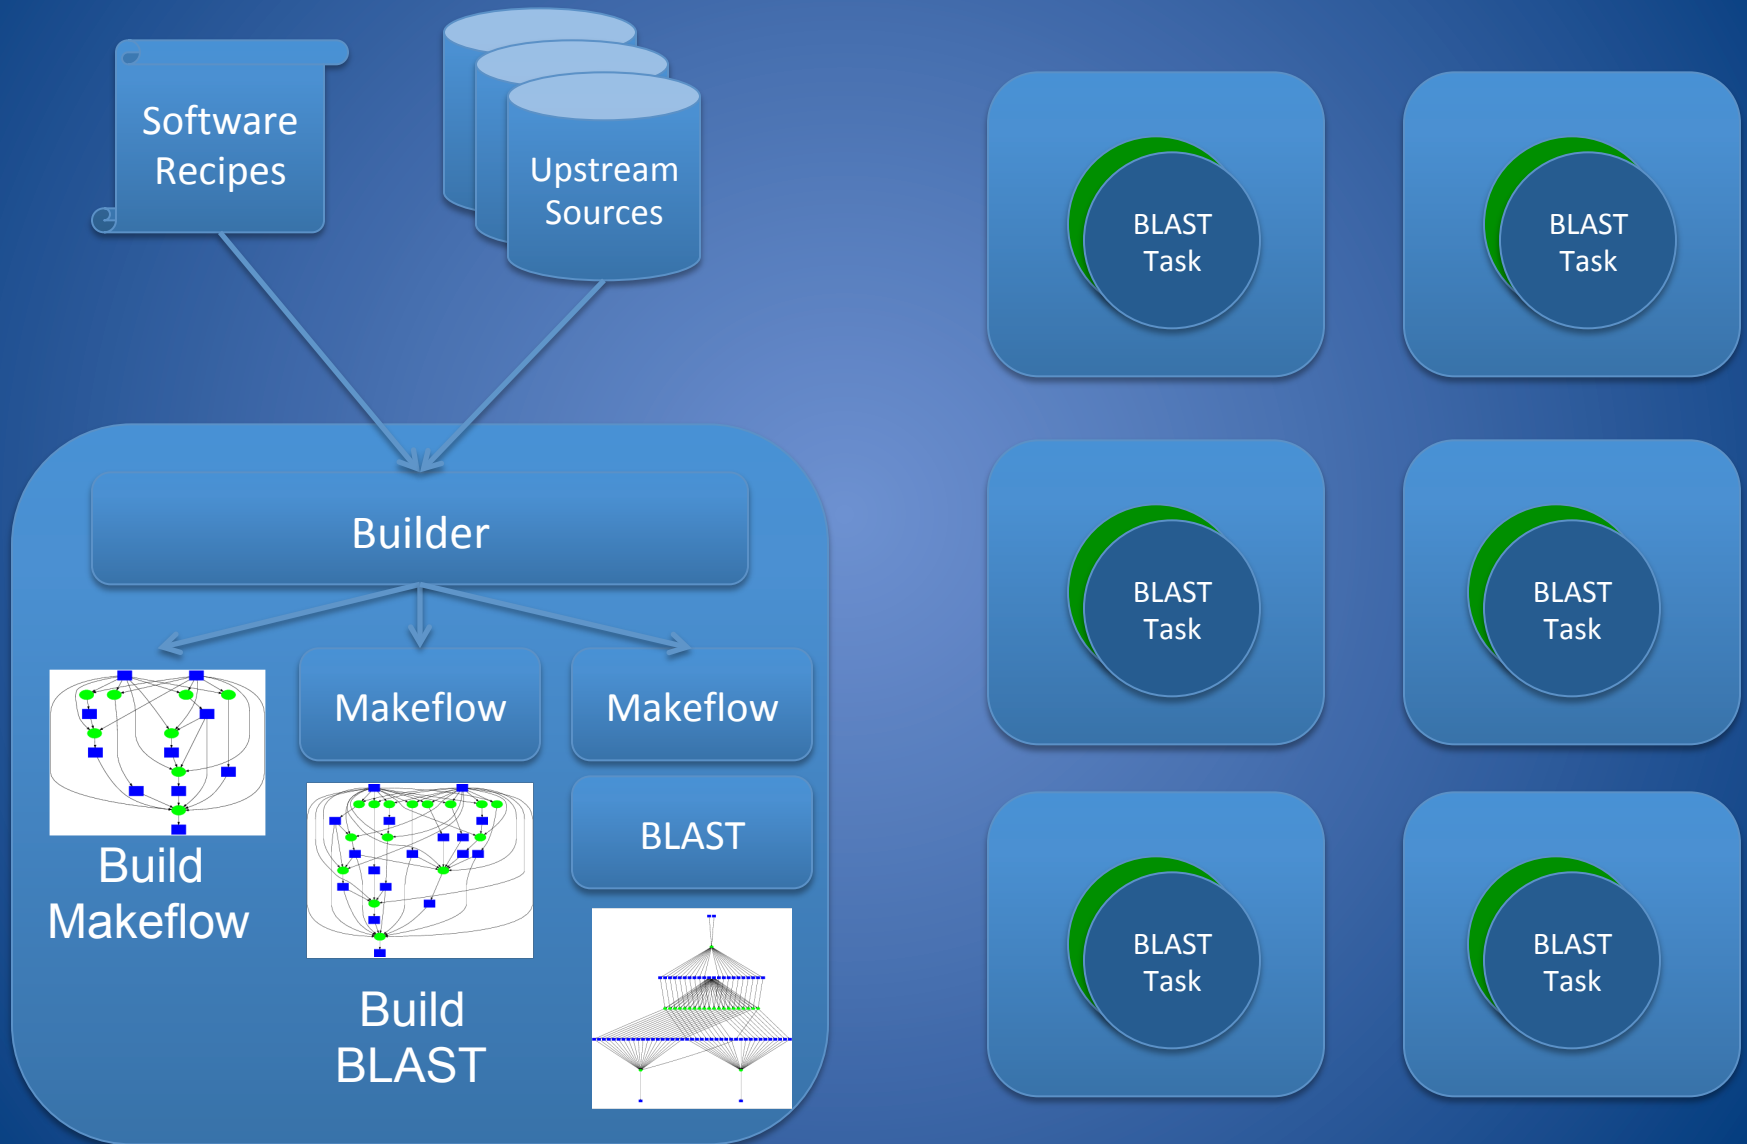 Software
Recipes
Upstream
Sources
Builder
Makeflow
Makeflow
BLAST
Build
Makeflow
Build
BLAST
BLAST
Task
BLAST
Task
BLAST
Task
BLAST
Task
BLAST
Task
BLAST
Task